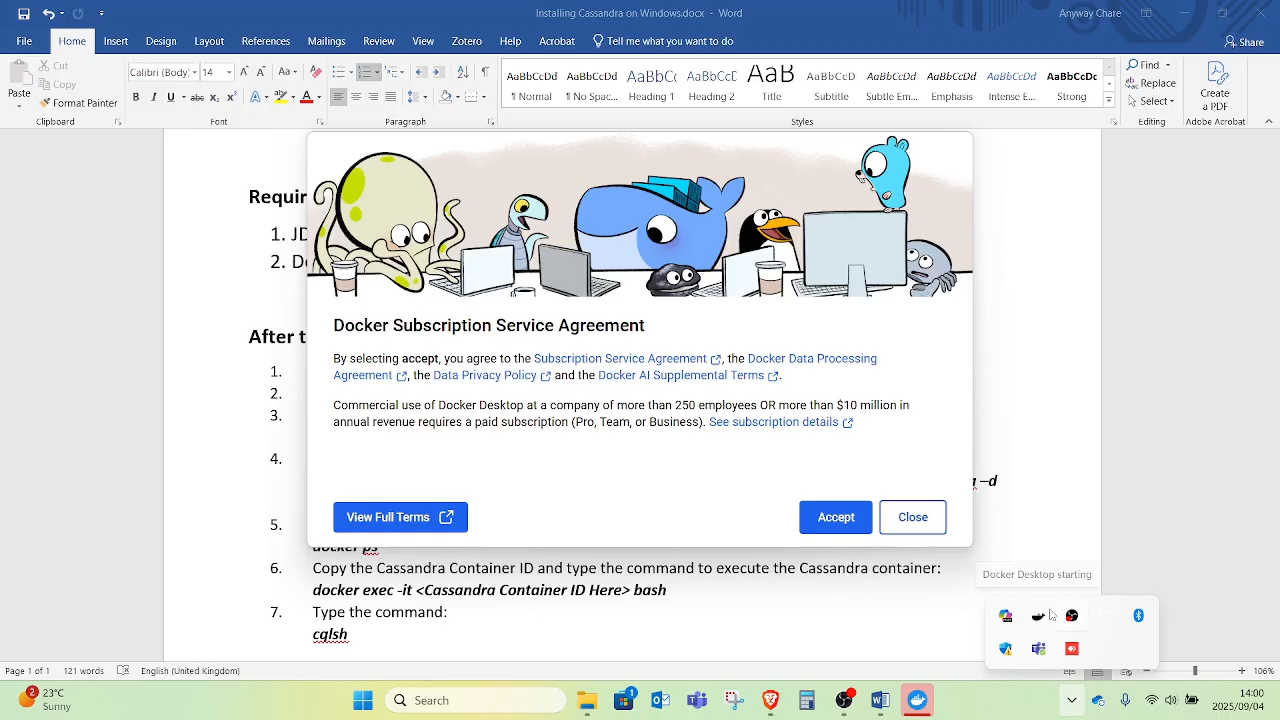 Installing Cassandra on Windows.docx - Word
Anyway Chare
File Home Insert Design Layout References Mailings Review View Zotero Help Acrobat Tell me what you want to do
Share
Paste
Cut
Copy
Format Painter
Clipboard
Calibri (Body) 14
Font
Paragraph
AaBbCcDd AaBbCcDd AaBbCc AaBbCcD AaB AaBbCcD AaBbCcDd AaBbCcDd AaBbCcDd AaBbCcDc
¶ Normal ¶ No Spac... Heading 1 Heading 2 Title Subtitle Subtle Em... Emphasis Intense E... Strong
Styles
Find
Replace
Select
Editing
Create
a PDF
Adobe Acrobat
Requir
1. JD
2. D
Docker Subscription Service Agreement
By selecting accept, you agree to the Subscription Service Agreement, the Docker Data Processing
Agreement, the Data Privacy Policy and the Docker AI Supplemental Terms.
Commercial use of Docker Desktop at a company of more than 250 employees OR more than $10 million in
annual revenue requires a paid subscription (Pro, Team, or Business). See subscription details
View Full Terms
Accept
Close
After t
1.
2.
3.
4.
–d
5.
docker ps
6. Copy the Cassandra Container ID and type the command to execute the Cassandra container:
docker exec -it <Cassandra Container ID Here> bash
7. Type the command:
cqlsh
Docker Desktop starting
Page 1 of 1 121 words English (United Kingdom)
106%
2 23°C
Sunny
Search
1
14:00
2025/09/04